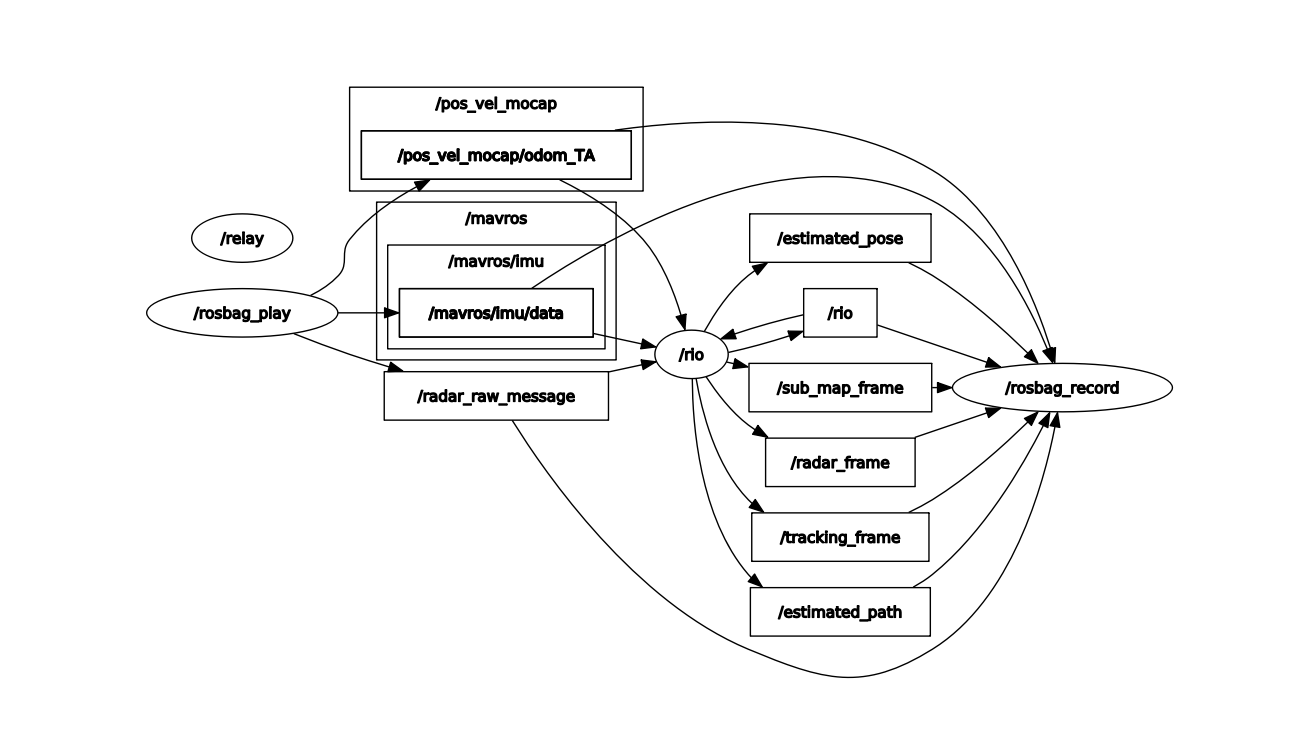 /pos_vel_mocap
/pos_vel_mocap/odom_TA
/mavros
/relay
/estimated_pose
/mavros/imu
/rosbag_play
/mavros/imu/data
/rio
/rio
/sub_map_frame
/rosbag_record
/radar_raw_message
/radar_frame
/tracking_frame
/estimated_path